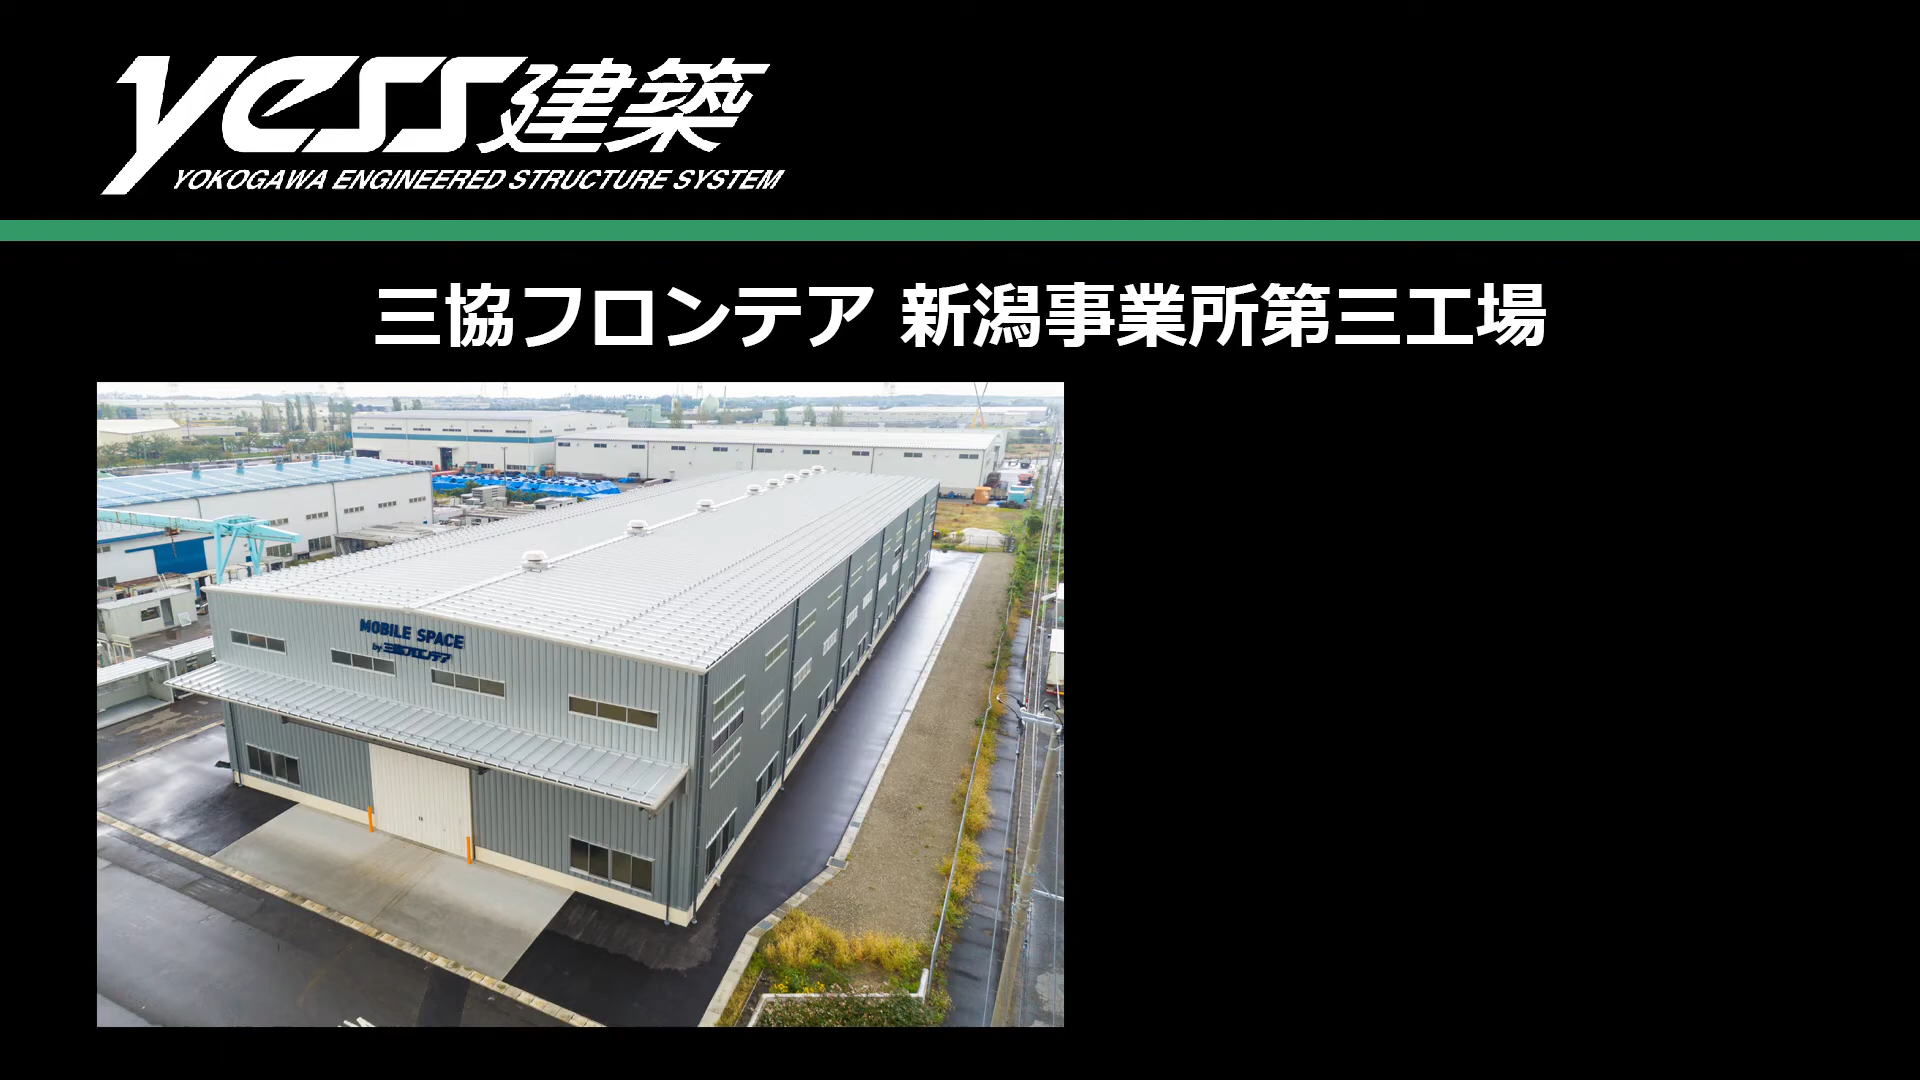 yess建築
YOKOGAWA ENGINEERED STRUCTURE SYSTEM
三協フロンテア 新潟事業所第三工場
MOBILE SPACE
by 三協フロンテア